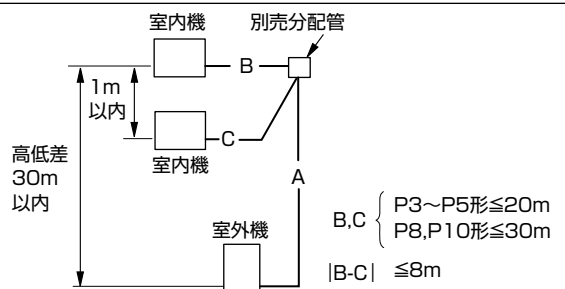 室内機
別売分配管
B
1m
以内
C
室内機
高低差
30m
以内
A
室外機
B,C
P3～P5形≦20m
P8,P10形≦30m
|B-C| ≦8m